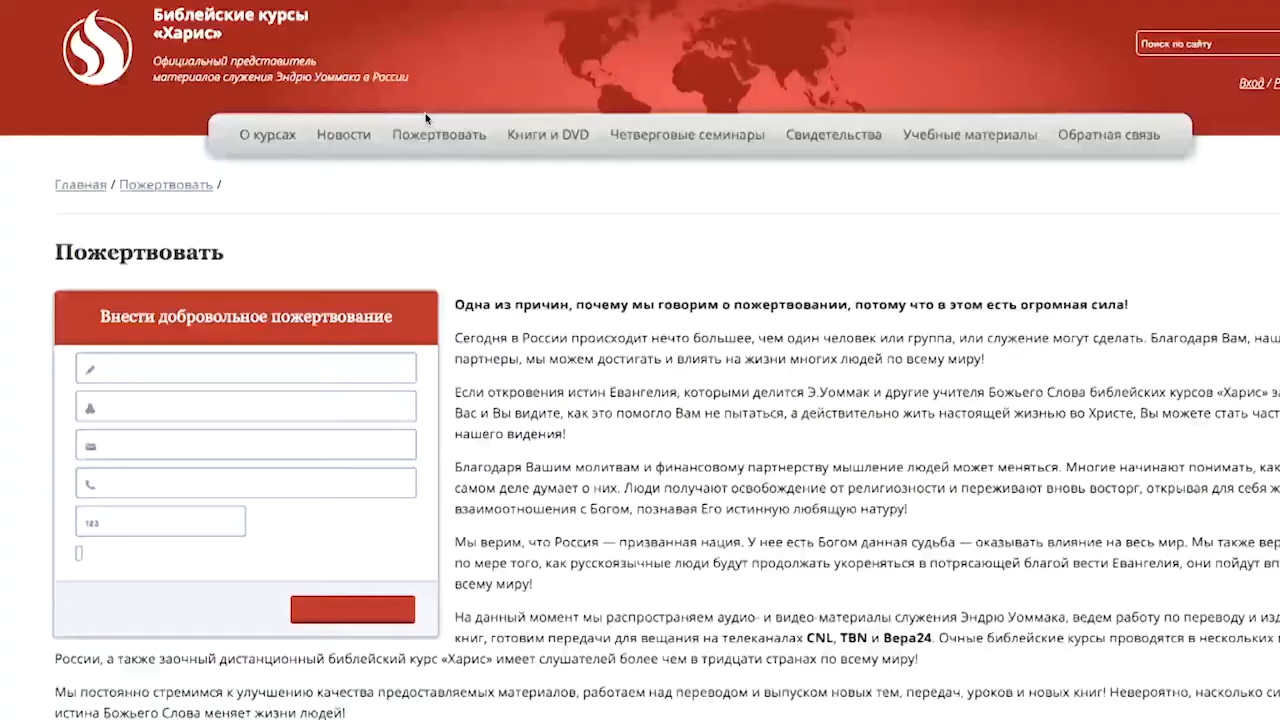 Библейские курсы
«Харис»
Официальный представитель
материалов служения Эндрю Уоммака в России
Поиск по сайту
Вход /
О курсах Новости Пожертвовать Книги и DVD Четверговые семинары Свидетельства Учебные материалы Обратная связь
Главная / Пожертвовать /
Пожертвовать
Внести добровольное пожертвование
123
Одна из причин, почему мы говорим о пожертвовании, потому что в этом есть огромная сила!
Сегодня в России происходит нечто большее, чем один человек или группа, или служение могут сделать. Благодаря Вам, наш
партнеры, мы можем достигать и влиять на жизни многих людей по всему миру!
Если откровения истин Евангелия, которыми делится Э.Уоммак и другие учителя Божьего Слова библейских курсов «Харис» за
Вас и Вы видите, как это помогло Вам не пытаться, а действительно жить настоящей жизнью во Христе, Вы можете стать част
нашего видения!
Благодаря Вашим молитвам и финансовому партнерству мышление людей может меняться. Многие начинают понимать, как
самом деле думает о них. Люди получают освобождение от религиозности и переживают вновь восторг, открывая для себя ж
взаимоотношения с Богом, познавая Его истинную любящую натуру!
Мы верим, что Россия — призванная нация. У нее есть Богом данная судьба — оказывать влияние на весь мир. Мы также вер
по мере того, как русскоязычные люди будут продолжать укореняться в потрясающей благой вести Евангелия, они пойдут вп
всему миру!
На данный момент мы распространяем аудио- и видео-материалы служения Эндрю Уоммака, ведем работу по переводу и изд
книг, готовим передачи для вещания на телеканалах CNL, TBN и Вера24. Очные библейские курсы проводятся в нескольких
России, а также заочный дистанционный библейский курс «Харис» имеет слушателей более чем в тридцати странах по всему миру!
Мы постоянно стремимся к улучшению качества предоставляемых материалов, работаем над переводом и выпуском новых тем, передач, уроков и новых книг! Невероятно, насколько си
истина Божьего Слова меняет жизни людей!